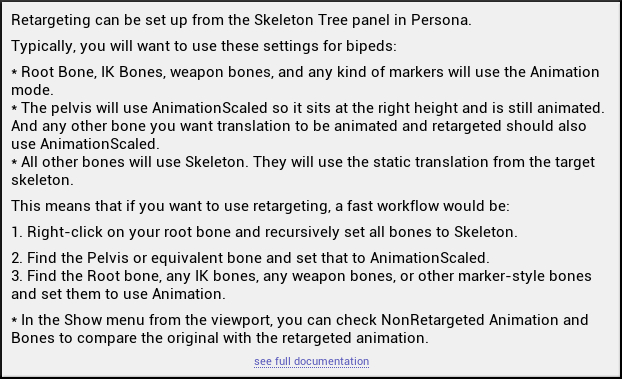 Retargeting can be set up from the Skeleton Tree panel in Persona.
Typically, you will want to use these settings for bipeds:
* Root Bone, IK Bones, weapon bones, and any kind of markers will use the Animation
mode.
* The pelvis will use AnimationScaled so it sits at the right height and is still animated.
And any other bone you want translation to be animated and retargeted should also
use AnimationScaled.
* All other bones will use Skeleton. They will use the static translation from the target
skeleton.
This means that if you want to use retargeting, a fast workflow would be:
1. Right-click on your root bone and recursively set all bones to Skeleton.
2. Find the Pelvis or equivalent bone and set that to AnimationScaled.
3. Find the Root bone, any IK bones, any weapon bones, or other marker-style bones
and set them to use Animation.
* In the Show menu from the viewport, you can check NonRetargeted Animation and
Bones to compare the original with the retargeted animation.
see full documentation